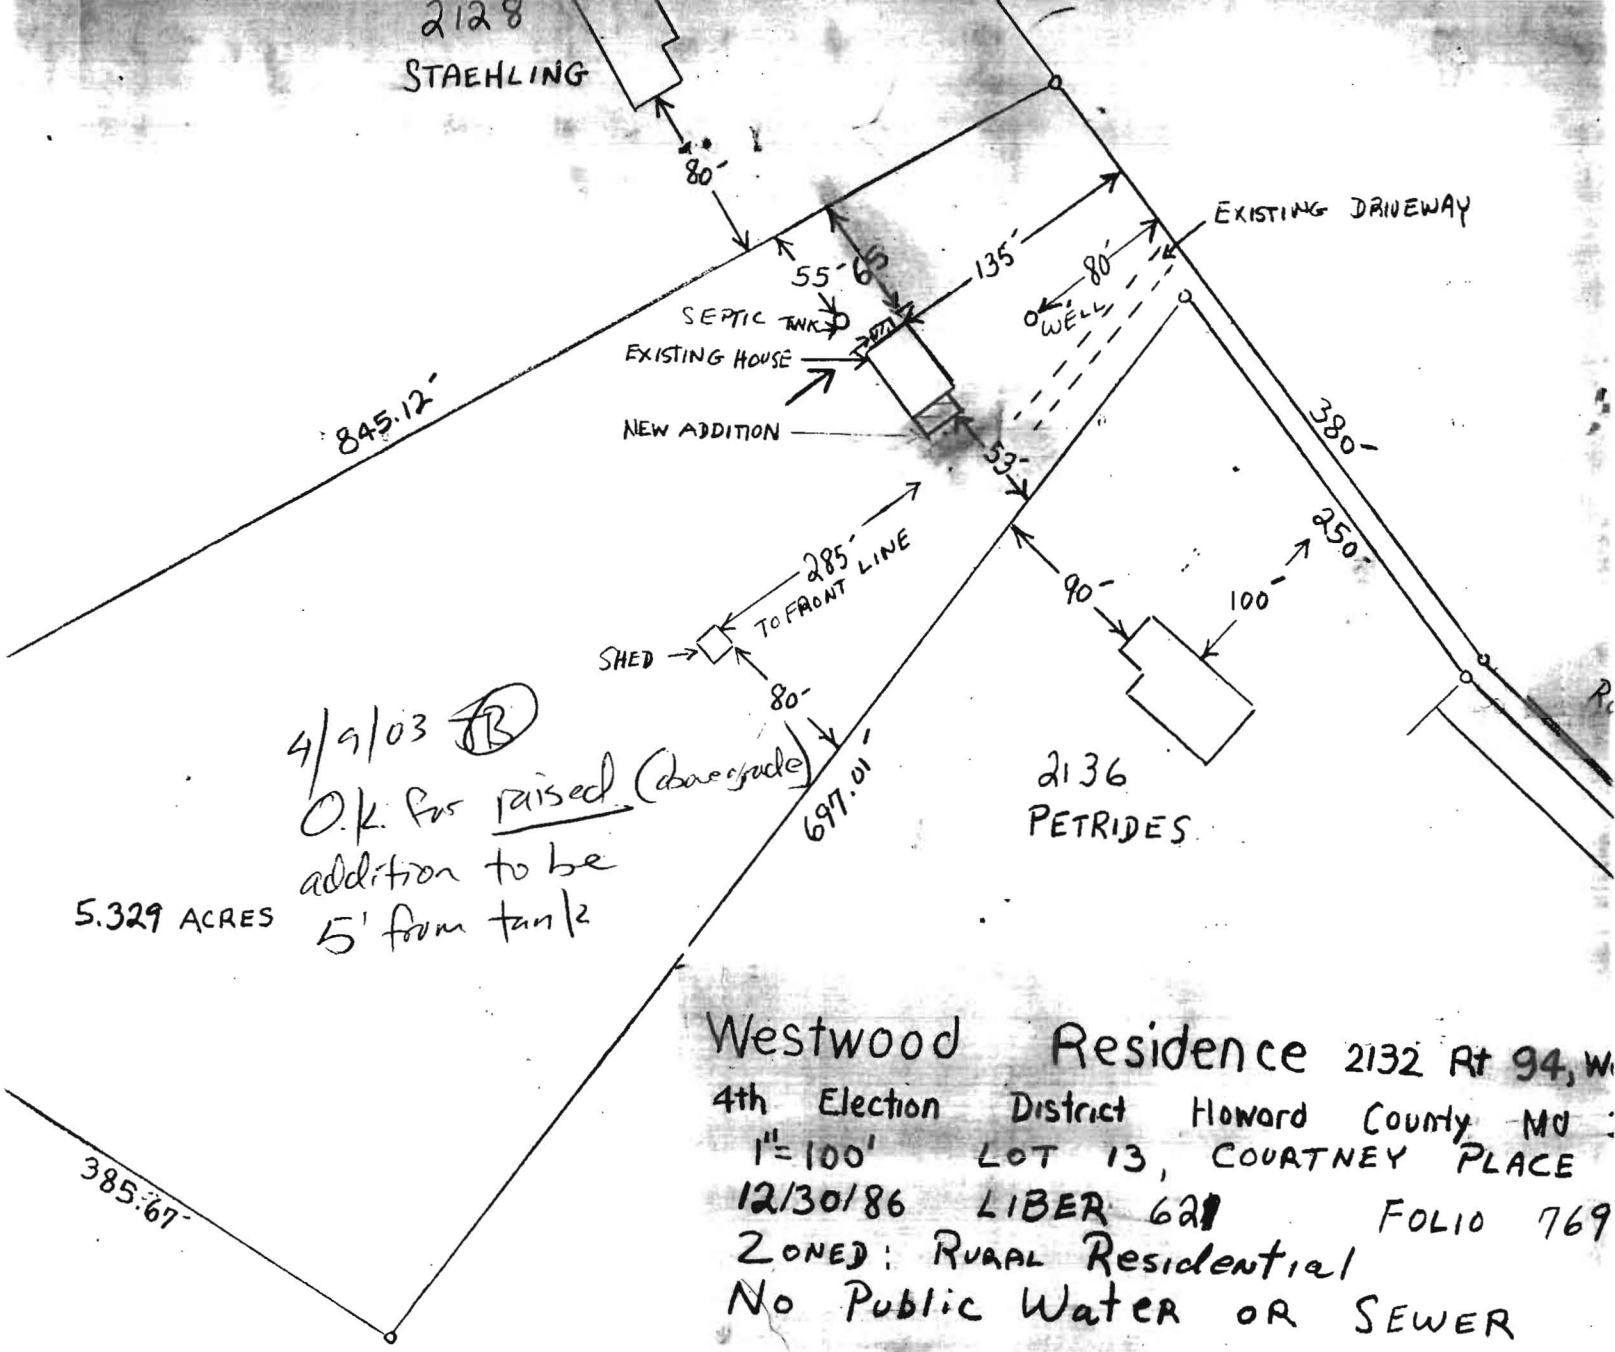 2128
STAEHLING
80'
EXISTING DRIVEWAY
55'
65
135'
80'
WELL
SEPTIC TANK
EXISTING HOUSE
NEW ADDITION
845.12'
53'
380'
250'
285'
TO FRONT LINE
90'
100'
SHED
80'
697.01'
2136
PETRIDES
4/9/03 JB
O.K. for raised (above grade)
addition to be
5' from tank
5.329 ACRES
385.67'
Westwood Residence 2132 Rt 94,
4th Election District Howard County Md
1"=100' LOT 13, COURTNEY PLACE
12/30/86 LIBER 621 FOLIO 769
ZONED: RURAL Residential
No Public Water OR SEWER